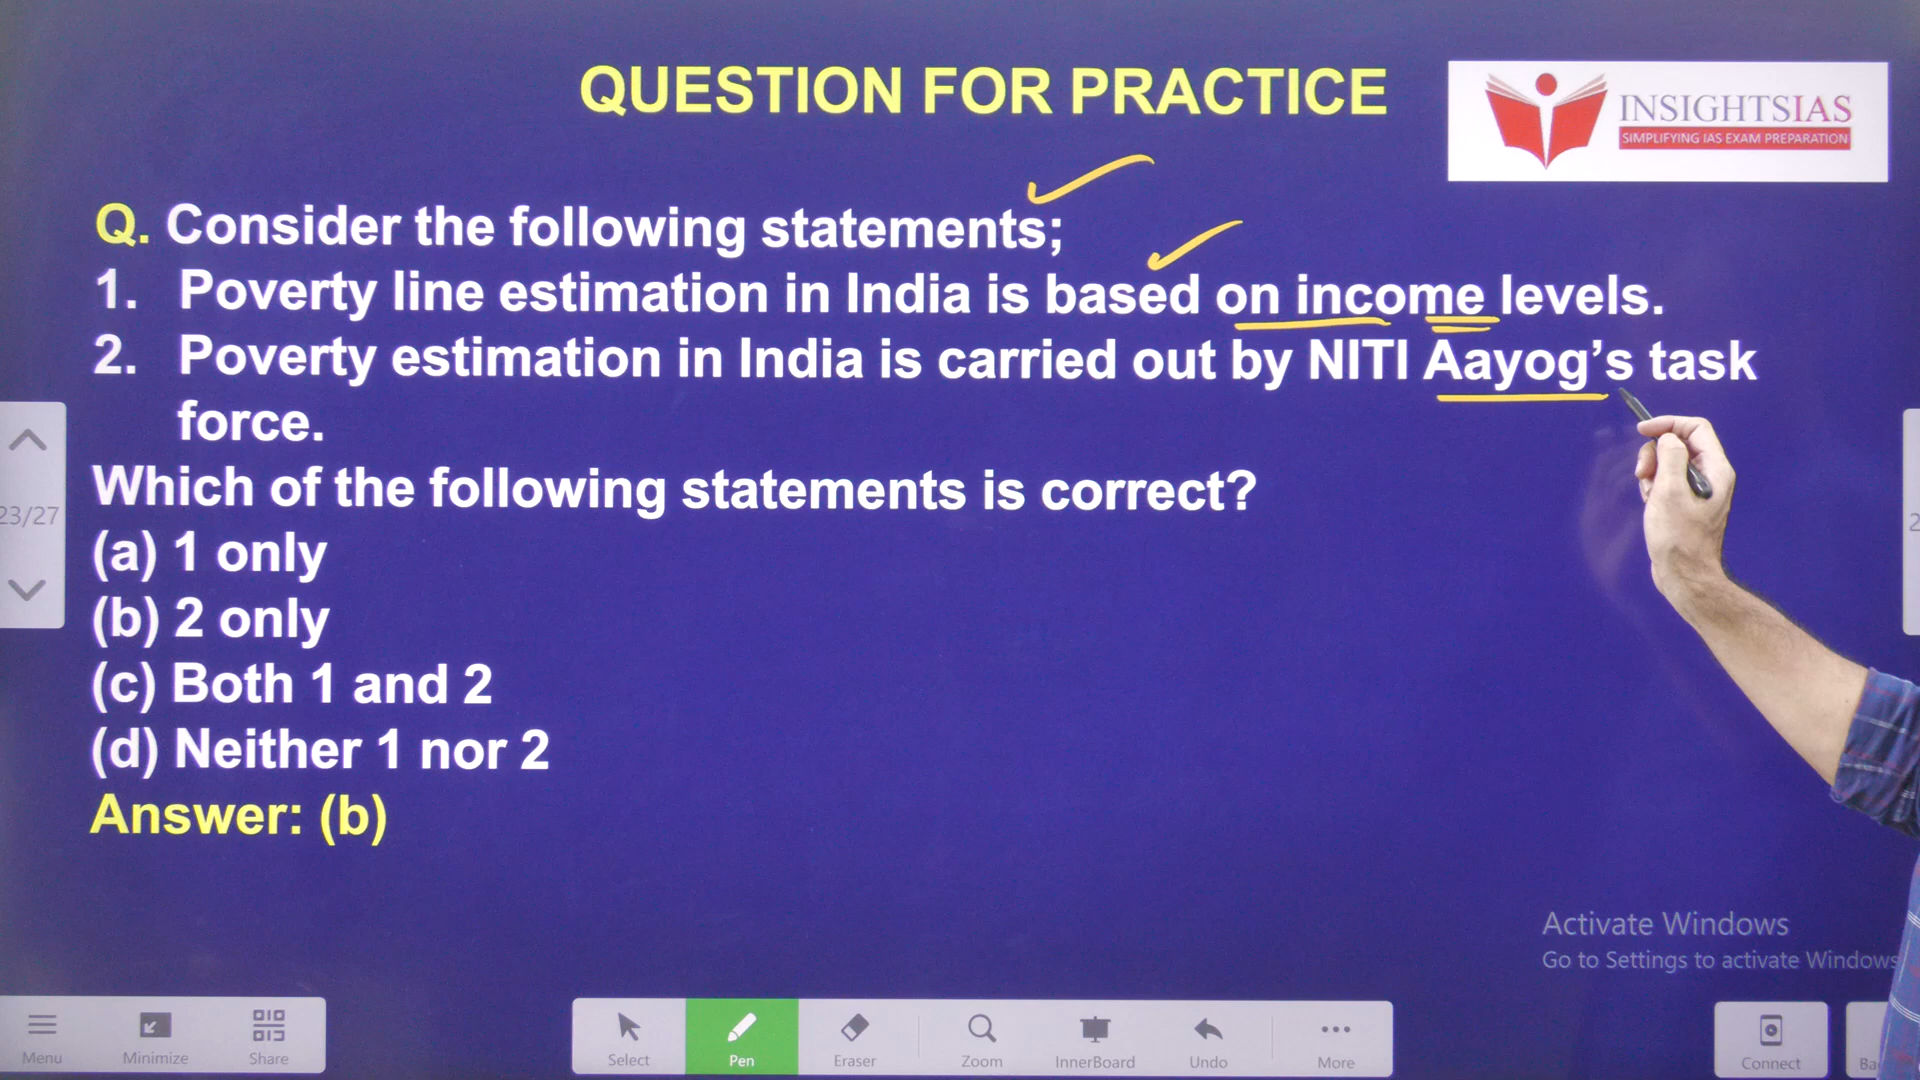 QUESTION FOR PRACTICE
INSIGHTSIAS
SIMPLIFYING IAS EXAM PREPARATION
Q. Consider the following statements;
1. Poverty line estimation in India is based on income levels.
2. Poverty estimation in India is carried out by NITI Aayog's task
force.
Which of the following statements is correct?
(a) 1 only
(b) 2 only
(c) Both 1 and 2
(d) Neither 1 nor 2
Answer: (b)
23/27
2
Activate Windows
Go to Settings to activate Windows
Menu
Minimize
Share
Select
Pen
Eraser
Zoom
InnerBoard
Undo
More
Connect
Ba